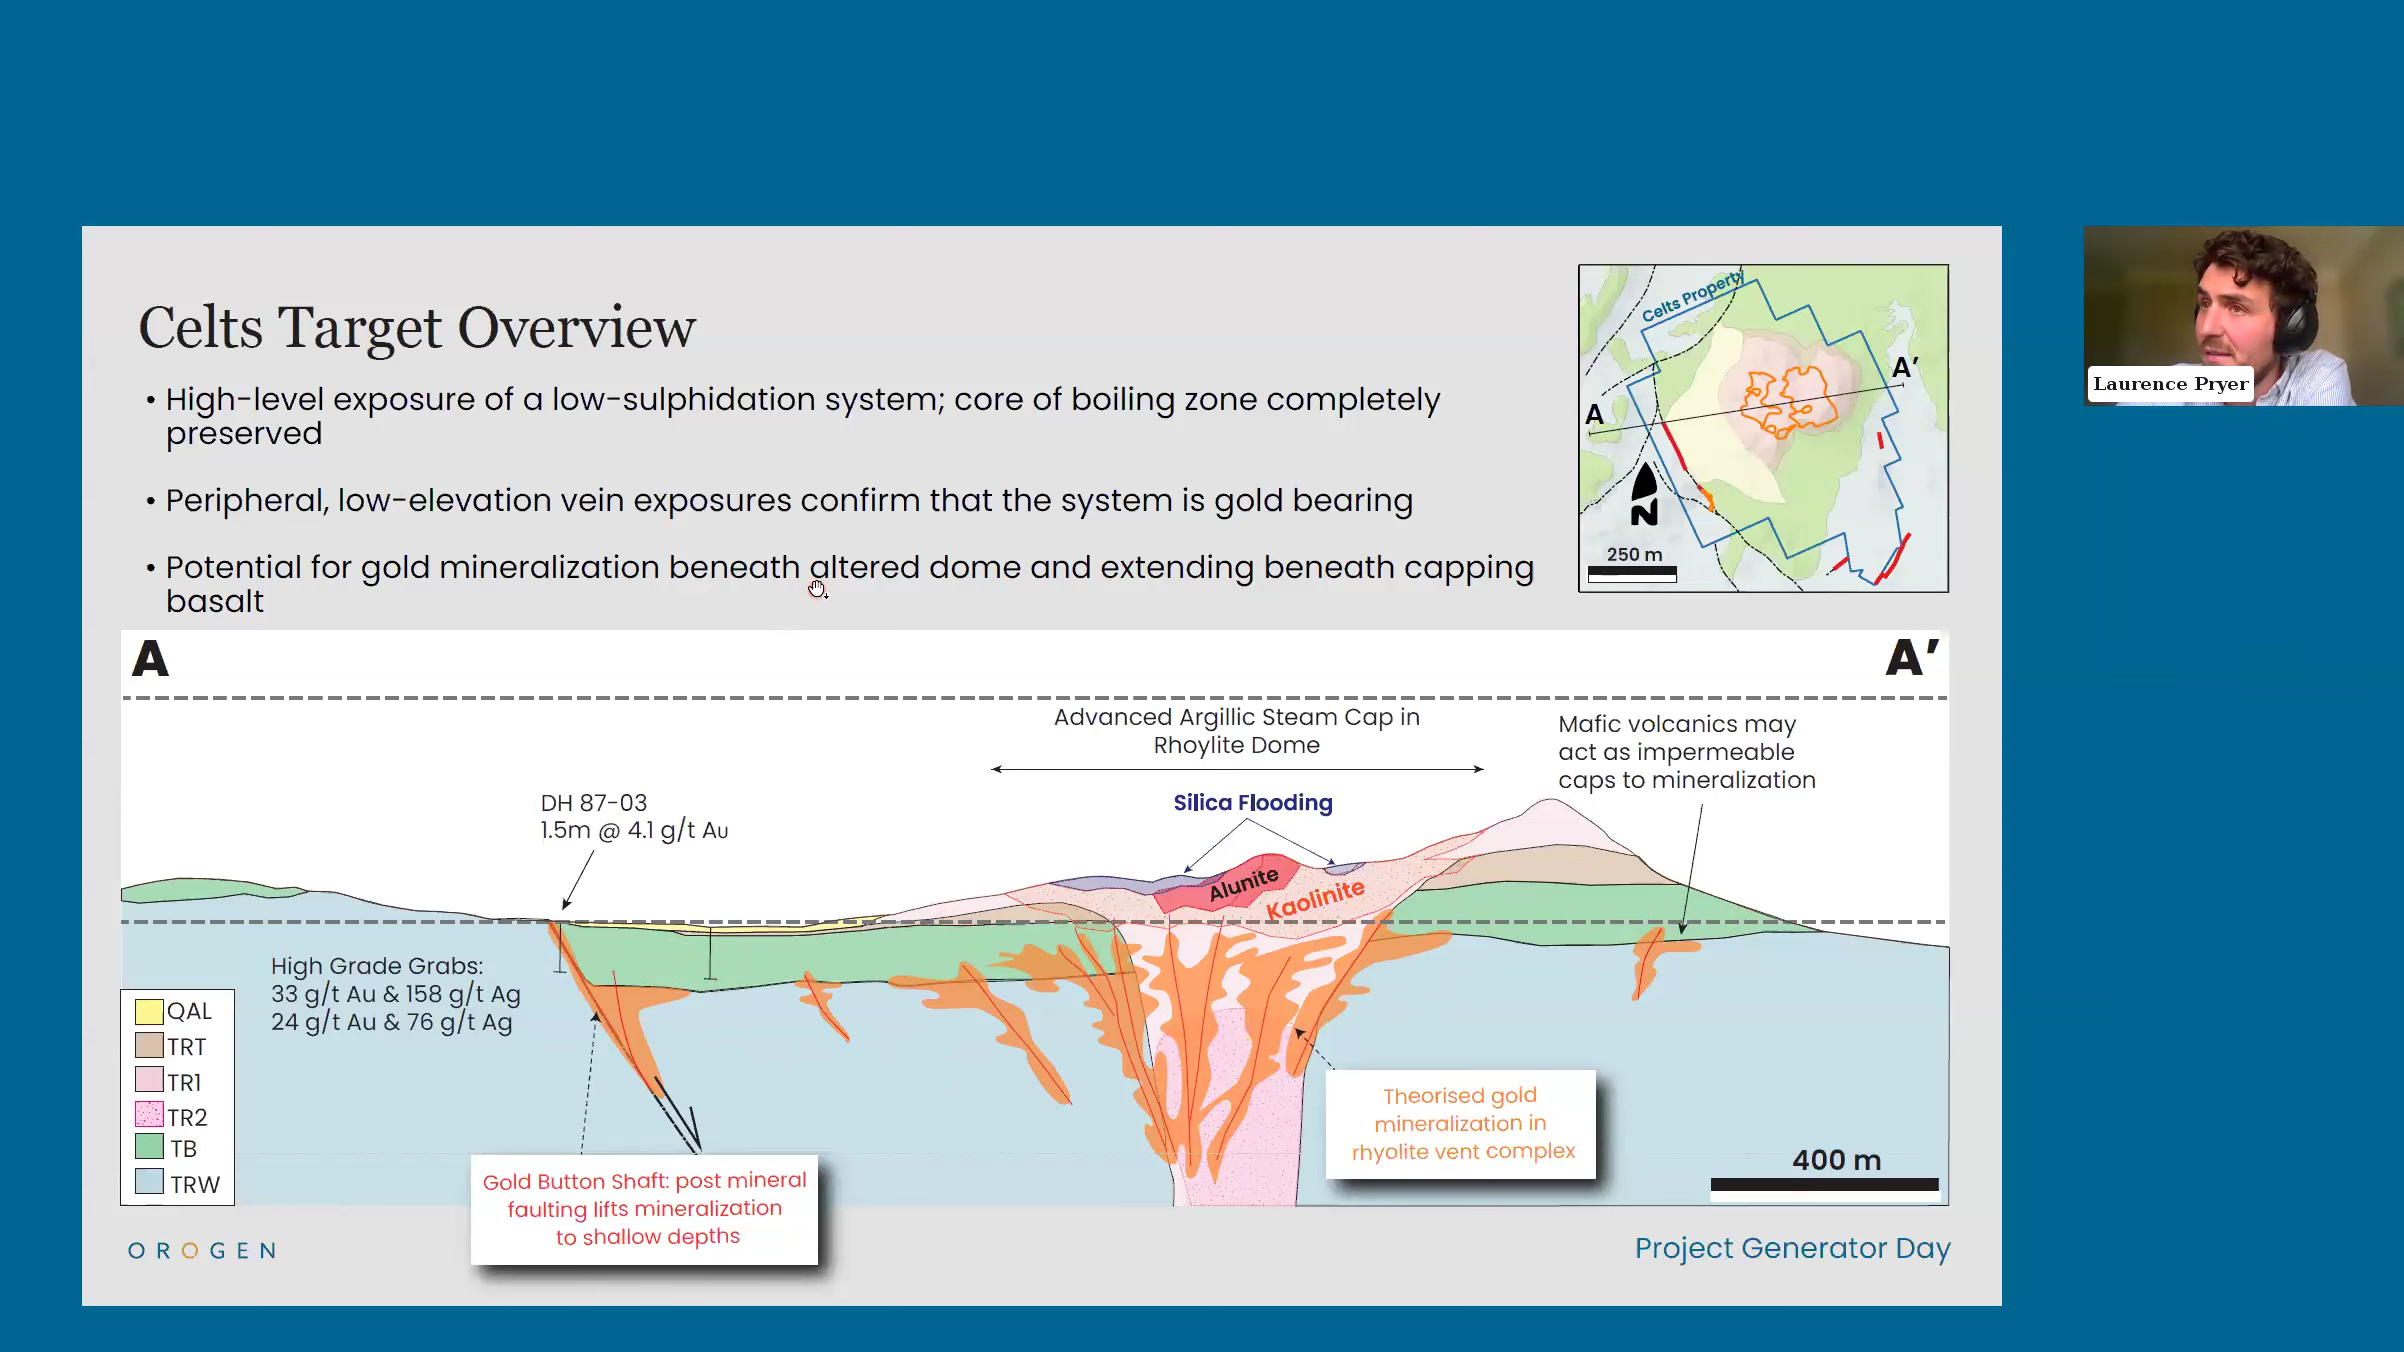 Celts Target Overview
• High-level exposure of a low-sulphidation system; core of boiling zone completely
preserved
• Peripheral, low-elevation vein exposures confirm that the system is gold bearing
• Potential for gold mineralization beneath altered dome and extending beneath capping
basalt
Celts Property
A
A'
N
250 m
Laurence Pryer
A
A'
Advanced Argillic Steam Cap in
Rhoylite Dome
Mafic volcanics may
act as impermeable
caps to mineralization
DH 87-03
1.5m @ 4.1 g/t Au
Silica Flooding
Alunite
Kaolinite
High Grade Grabs:
33 g/t Au & 158 g/t Ag
24 g/t Au & 76 g/t Ag
QAL
TRT
TR1
TR2
TB
TRW
Theorised gold
mineralization in
rhyolite vent complex
400 m
Gold Button Shaft: post mineral
faulting lifts mineralization
to shallow depths
OROGEN
Project Generator Day